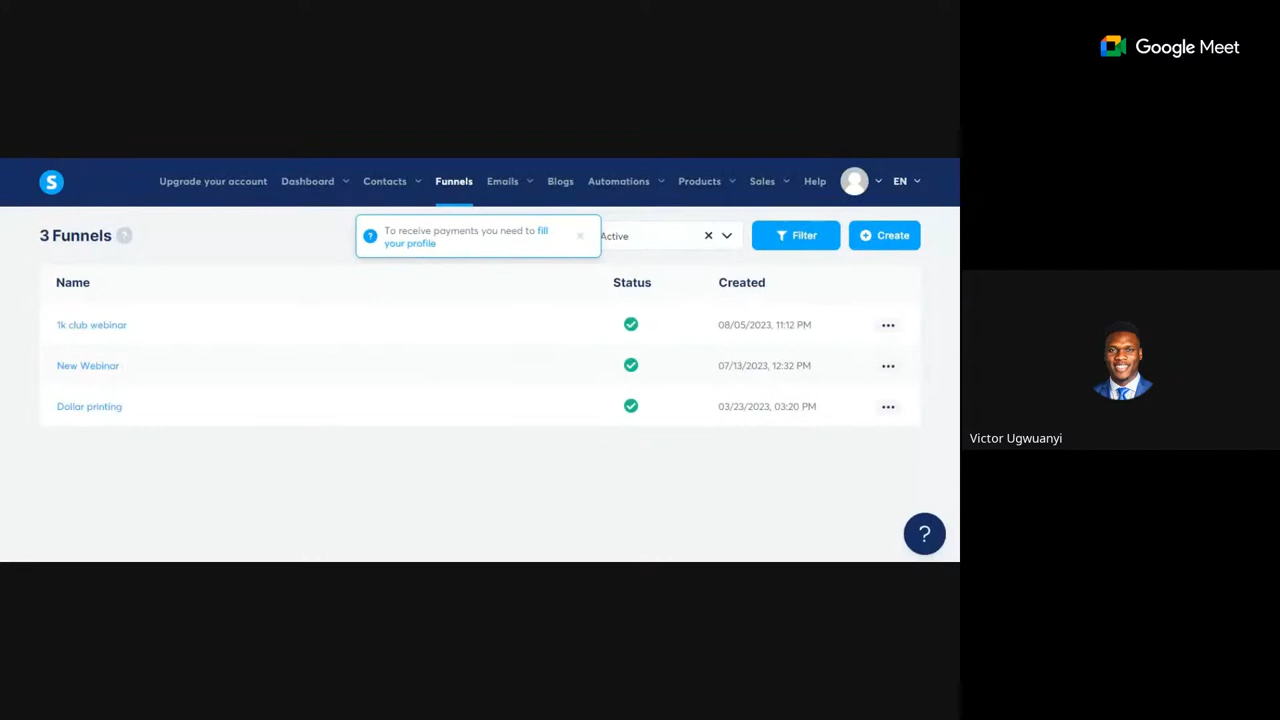 Google Meet
S
Upgrade your account Dashboard Contacts Funnels Emails Blogs Automations Products Sales Help EN
3 Funnels ?
? To receive payments you need to fill
your profile
Active
Filter
Create
Name Status Created
1k club webinar 08/05/2023, 11:12 PM
New Webinar 07/13/2023, 12:32 PM
Dollar printing 03/23/2023, 03:20 PM
Victor Ugwuanyi
?